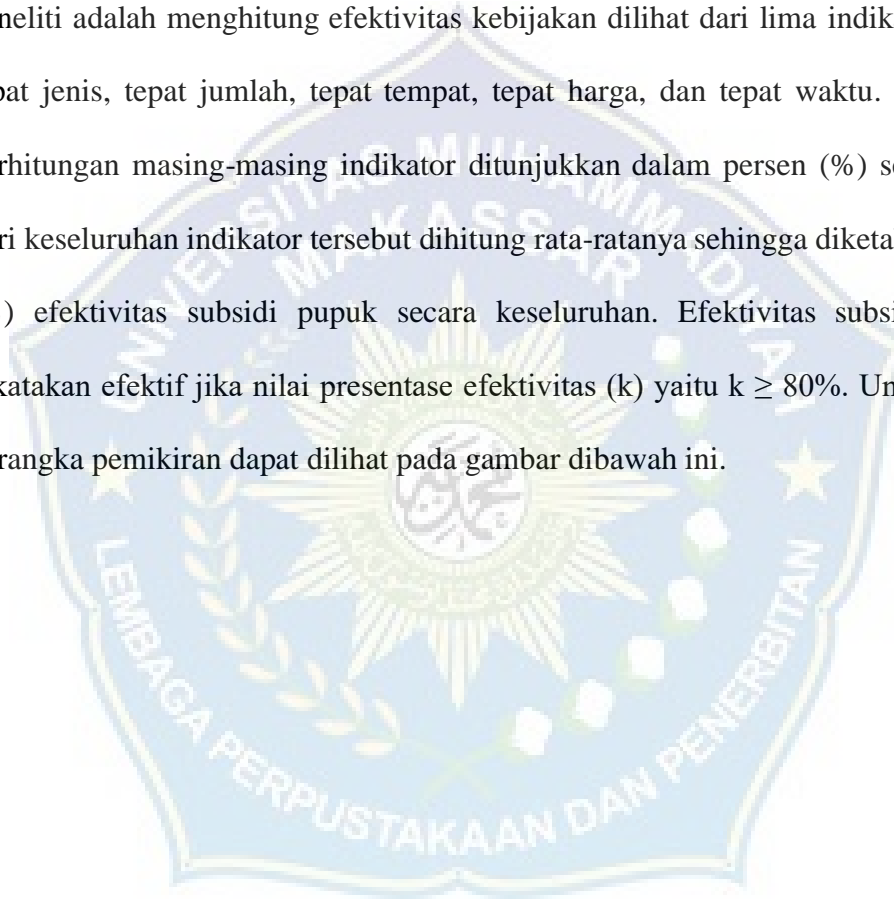 neliti adalah menghitung efektivitas kebijakan dilihat dari lima indik
pat jenis, tepat jumlah, tepat tempat, tepat harga, dan tepat waktu.
rhitungan masing-masing indikator ditunjukkan dalam persen (%) s
ri keseluruhan indikator tersebut dihitung rata-ratanya sehingga diketa
) efektivitas subsidi pupuk secara keseluruhan. Efektivitas subsi
katakan efektif jika nilai presentase efektivitas (k) yaitu k ≥ 80%. Un
rangka pemikiran dapat dilihat pada gambar dibawah ini.
UNIVERSITAS MUHAMMADIYAH
MAKASSAR
LEMBAGA PERPUSTAKAAN DAN PENERBITAN